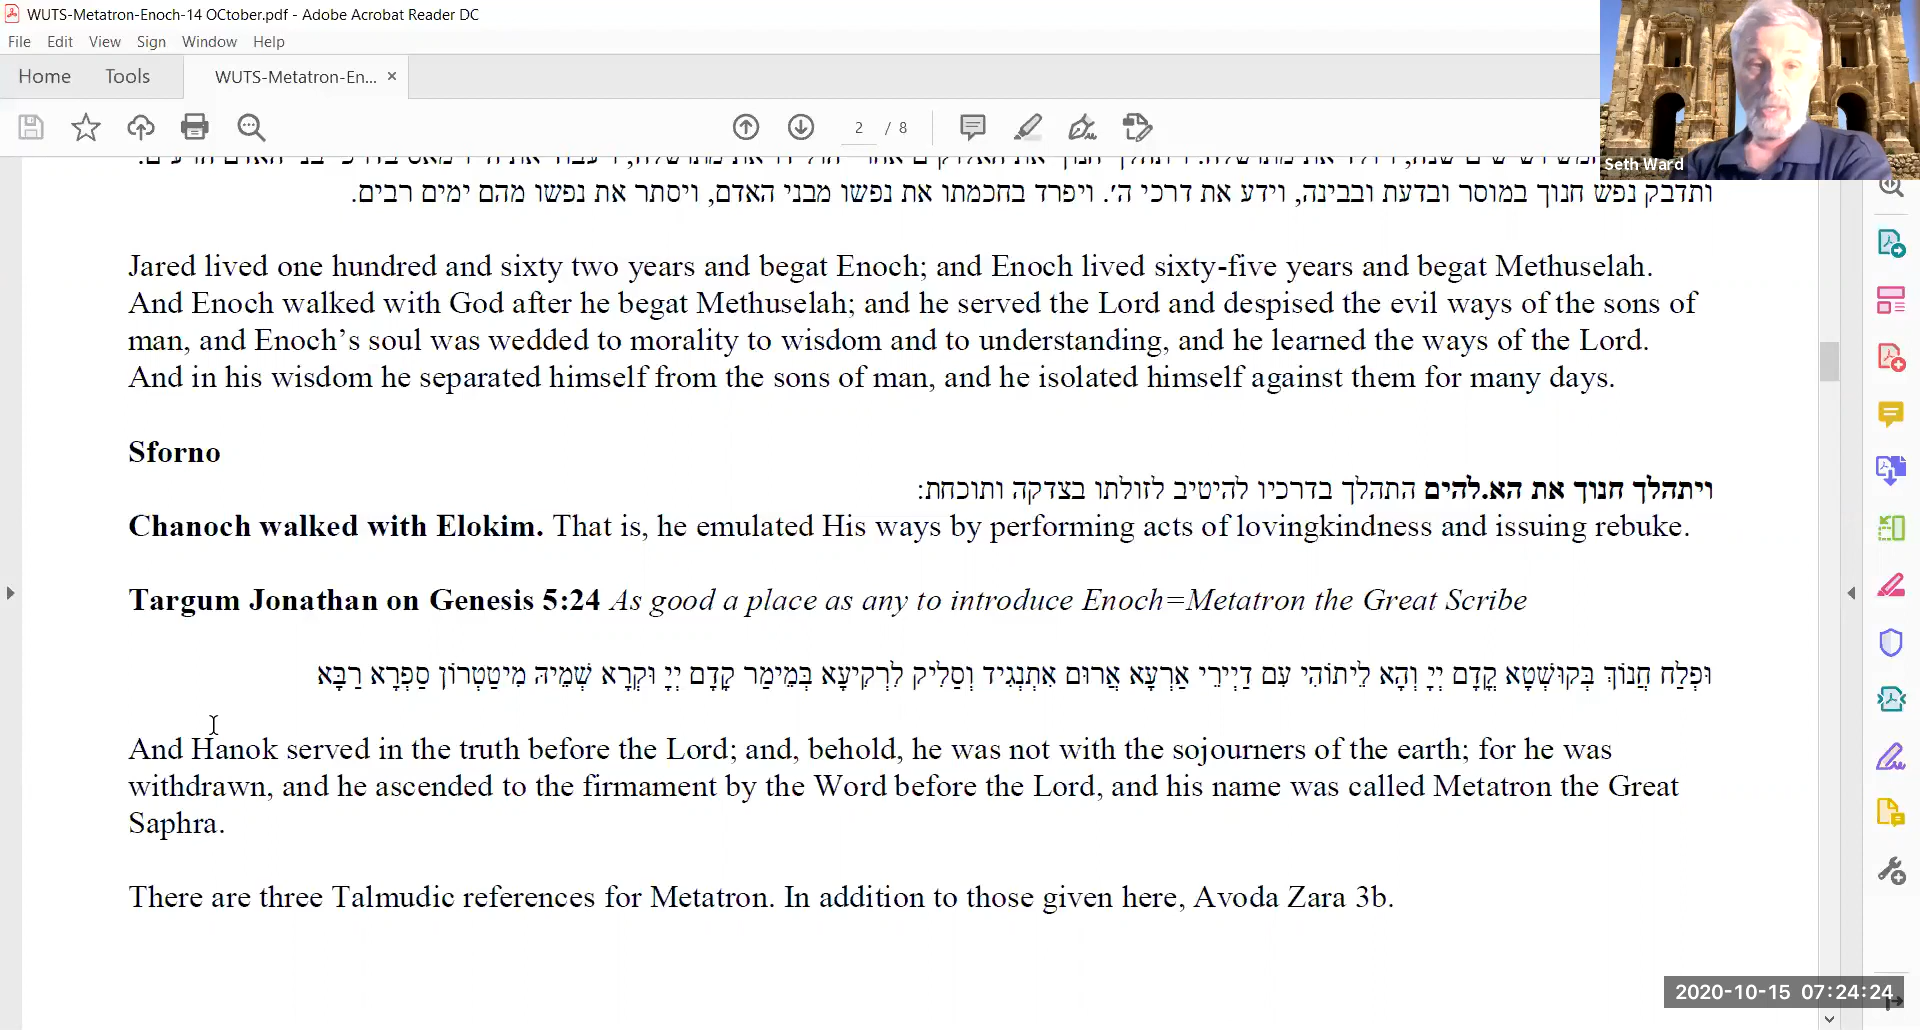 WUTS-Metatron-Enoch-14 OCtober.pdf - Adobe Acrobat Reader DC
File Edit View Sign Window Help
Home Tools WUTS-Metatron-En... ×
2 / 8
Seth Ward
ותדבק נפש חנוך במוסר ובדעת ובבינה, וידע את דרכי ה׳. ויפרד בחכמתו את נפשו מבני האדם, ויסתר את נפשו מהם ימים רבים.
Jared lived one hundred and sixty two years and begat Enoch; and Enoch lived sixty-five years and begat Methuselah.
And Enoch walked with God after he begat Methuselah; and he served the Lord and despised the evil ways of the sons of
man, and Enoch’s soul was wedded to morality to wisdom and to understanding, and he learned the ways of the Lord.
And in his wisdom he separated himself from the sons of man, and he isolated himself against them for many days.
Sforno
ויתהלך חנוך את הא.להים התהלך בדרכיו להיטיב לזולתו בצדקה ותוכחת:
Chanoch walked with Elokim. That is, he emulated His ways by performing acts of lovingkindness and issuing rebuke.
Targum Jonathan on Genesis 5:24 As good a place as any to introduce Enoch=Metatron the Great Scribe
וּפְלַח חֲנוֹךְ בְּקוּשְׁטָא קֳדָם יְיָ וְהָא לֵיתוֹהִי עִם דַיְירֵי אַרְעָא אֲרוּם אִתְנְגִיד וְסַלִיק לִרְקִיעָא בְּמֵימַר קֳדָם יְיָ וּקְרָא שְׁמֵיהּ מִיטַטְרוֹן סַפְרָא רַבָּא
And Hanok served in the truth before the Lord; and, behold, he was not with the sojourners of the earth; for he was
withdrawn, and he ascended to the firmament by the Word before the Lord, and his name was called Metatron the Great
Saphra.
There are three Talmudic references for Metatron. In addition to those given here, Avoda Zara 3b.
2020-10-15 07:24:24